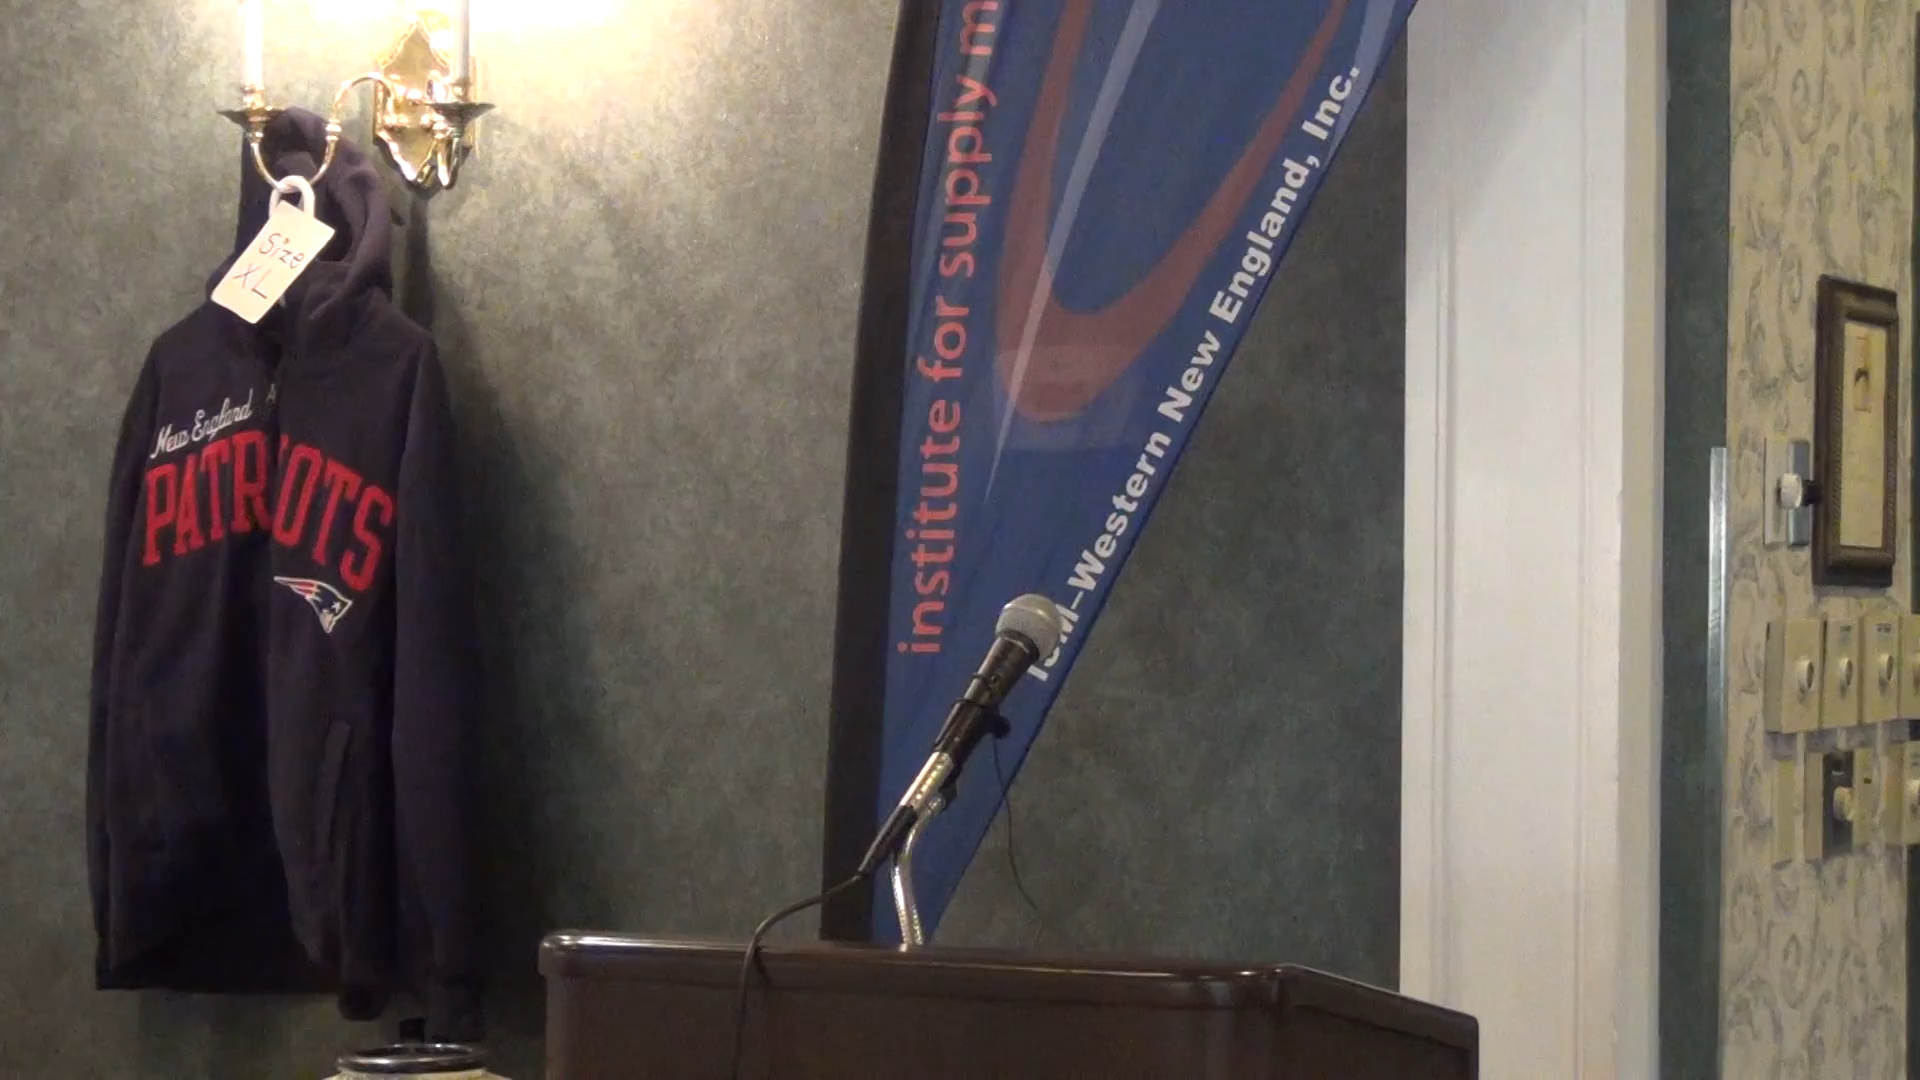 Size
XL
New England
PATRIOTS
institute for supply m
ISM-Western New England, Inc.